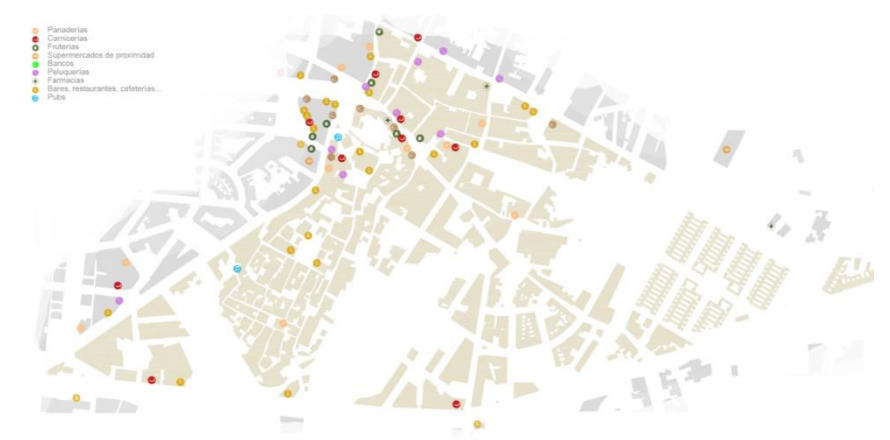 Panaderías
Carnicerías
Fruterías
Supermercados de proximidad
Bancos
Peluquerías
Farmacias
Bares, restaurantes, cafeterías...
Pubs